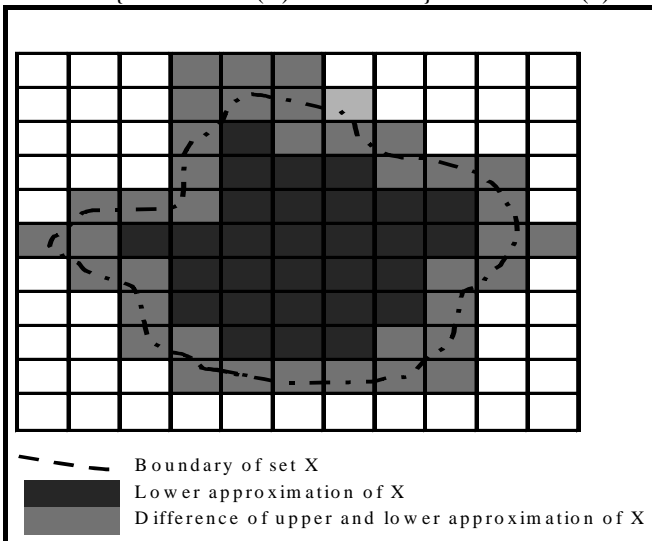 Boundary of set X
Lower approximation of X
Difference of upper and lower approximation of X